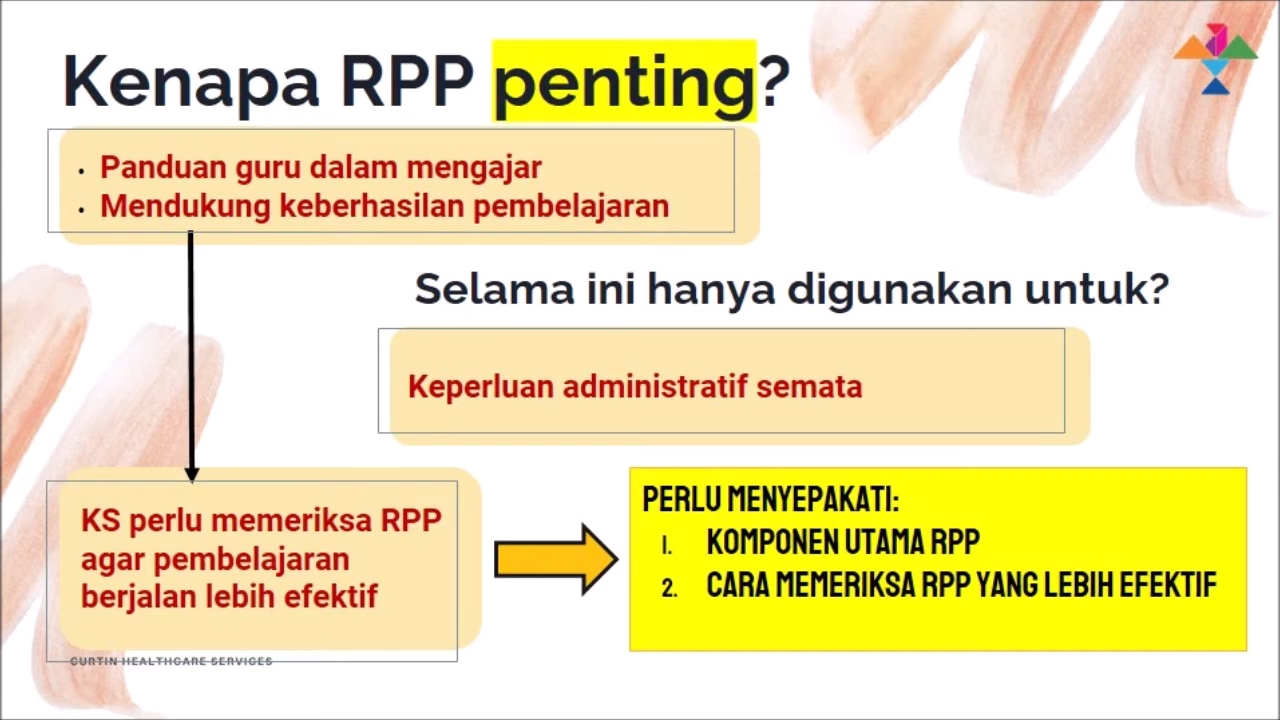 Kenapa RPP penting?
• Panduan guru dalam mengajar
• Mendukung keberhasilan pembelajaran
Selama ini hanya digunakan untuk?
Keperluan administratif semata
KS perlu memeriksa RPP
agar pembelajaran
berjalan lebih efektif
PERLU MENYEPAKATI:
1. KOMPONEN UTAMA RPP
2. CARA MEMERIKSA RPP YANG LEBIH EFEKTIF
CURTIN HEALTHCARE SERVICES